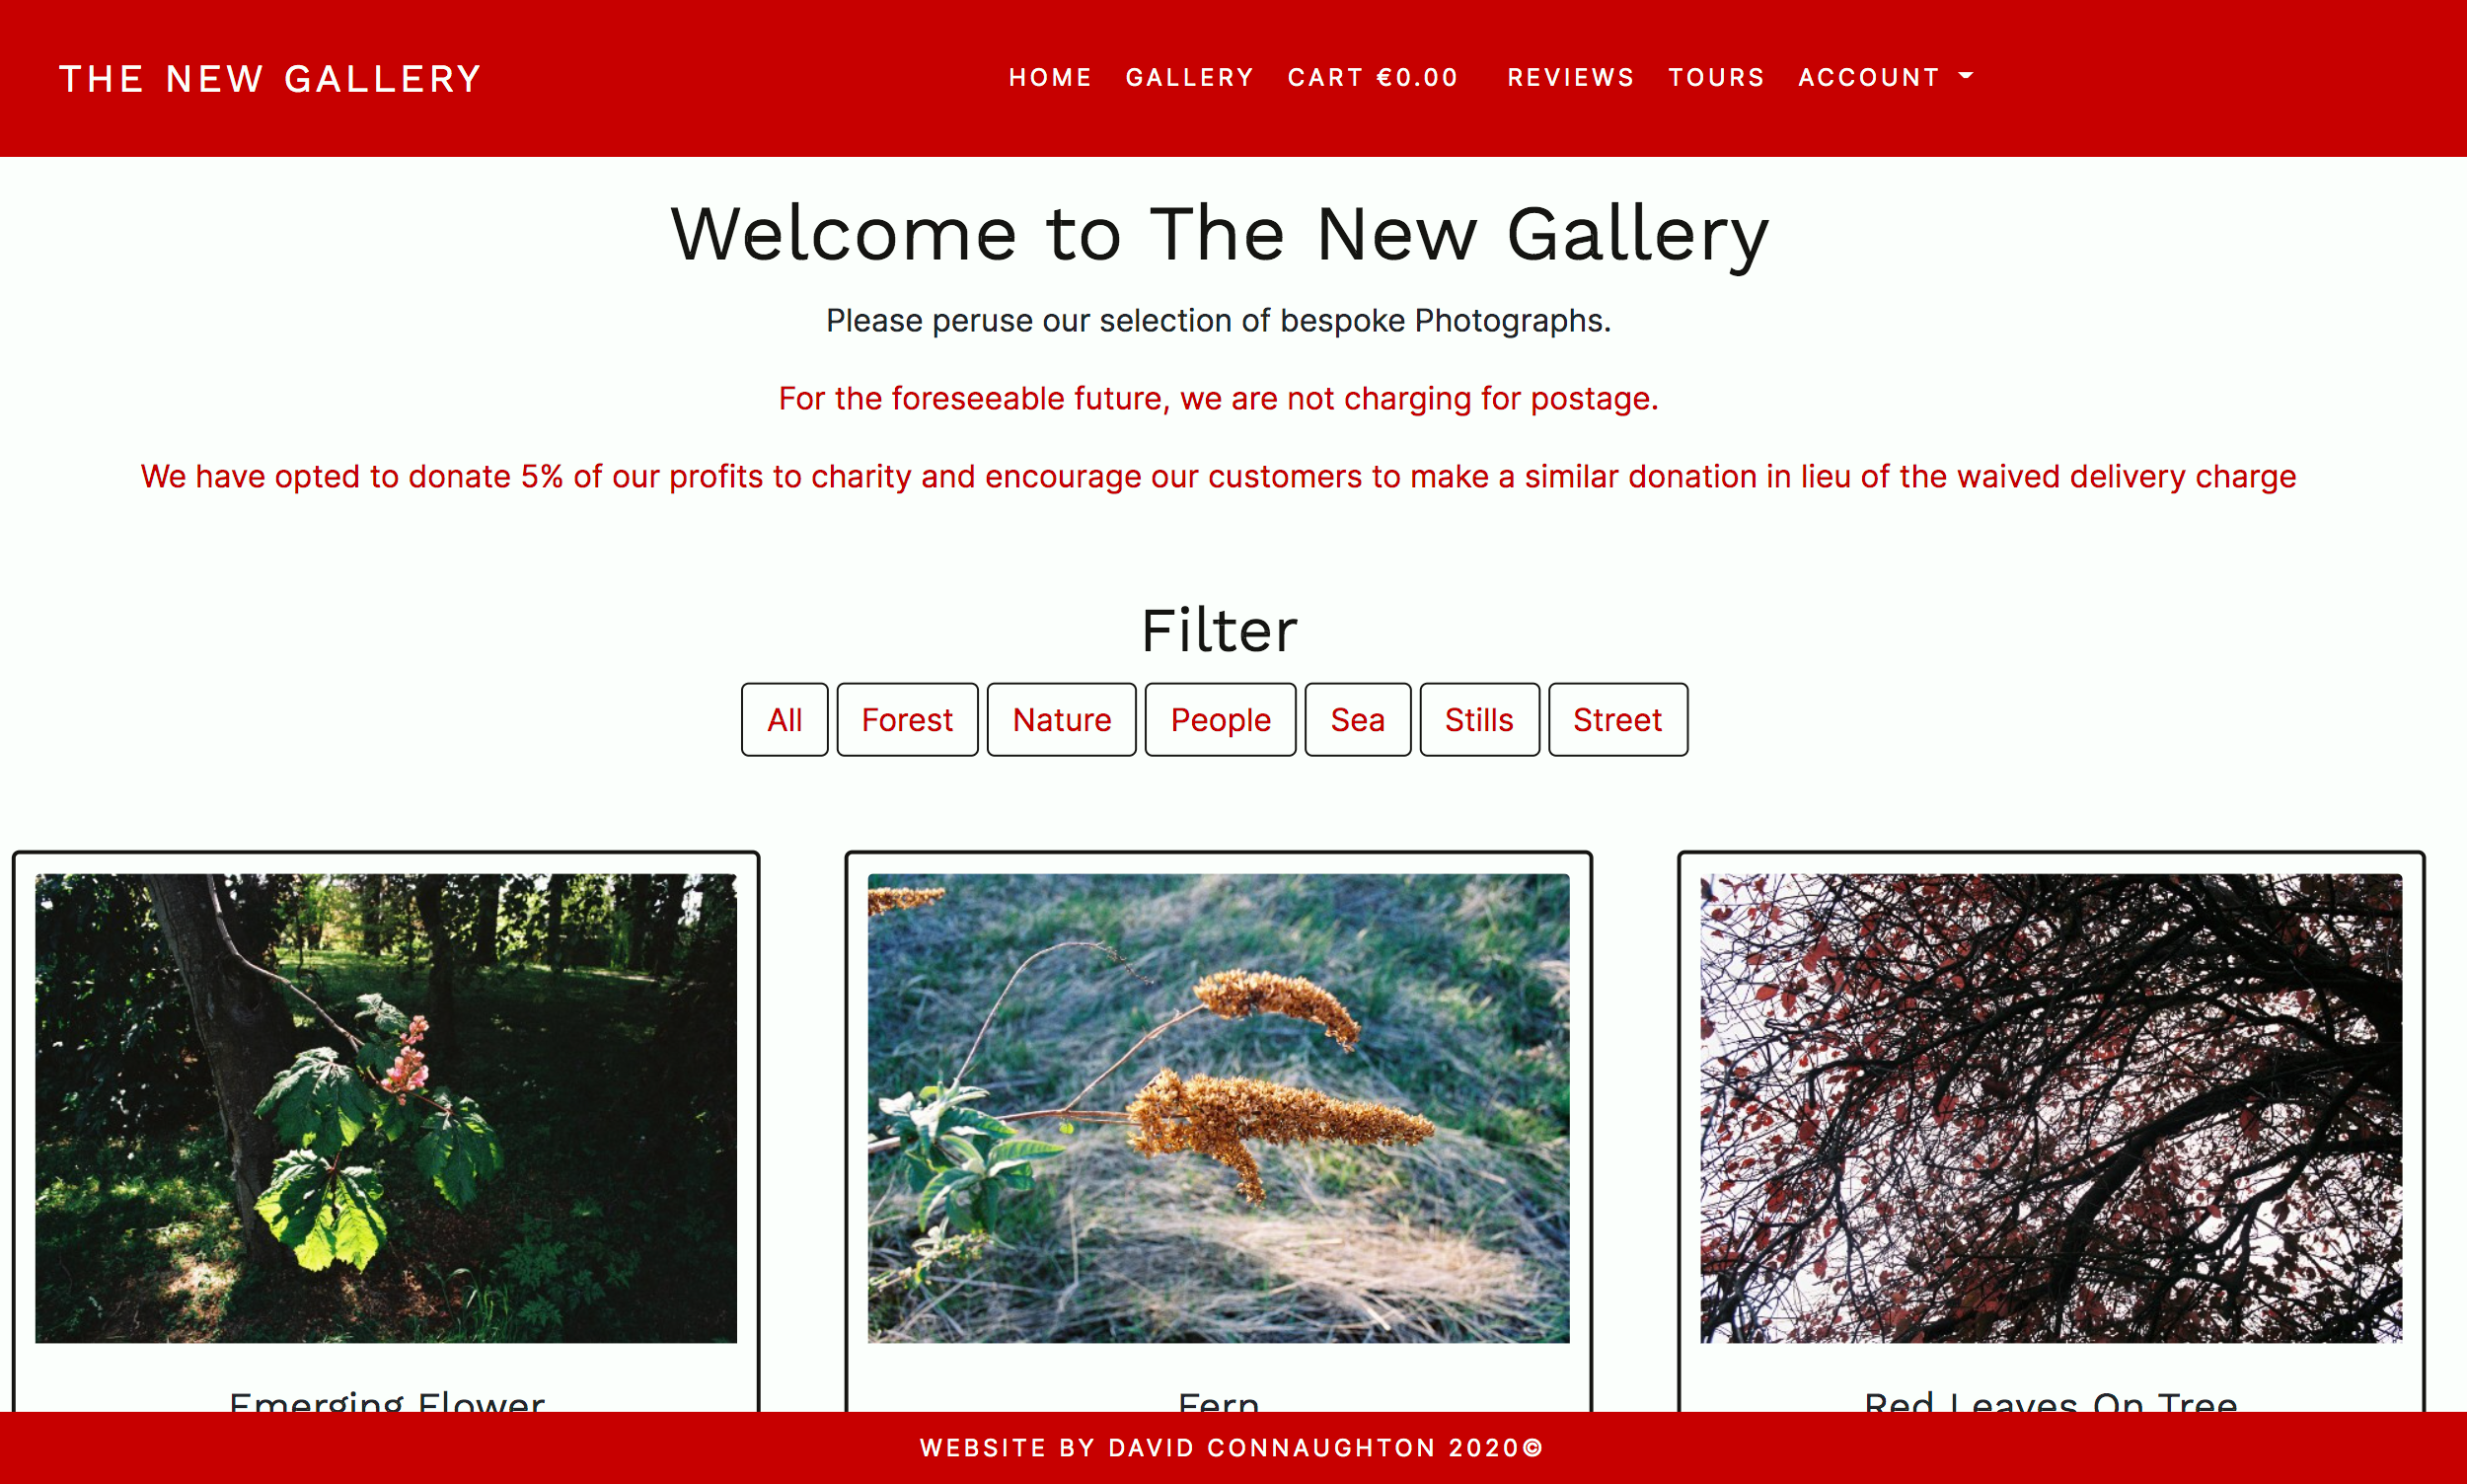 THE NEW GALLERY
HOME GALLERY CART €0.00 REVIEWS TOURS ACCOUNT
Welcome to The New Gallery
Please peruse our selection of bespoke Photographs.
For the foreseeable future, we are not charging for postage.
We have opted to donate 5% of our profits to charity and encourage our customers to make a similar donation in lieu of the waived delivery charge
Filter
All Forest Nature People Sea Stills Street
Emerging Flower Fern Red Leaves On Tree
WEBSITE BY DAVID CONNAUGHTON 2020©